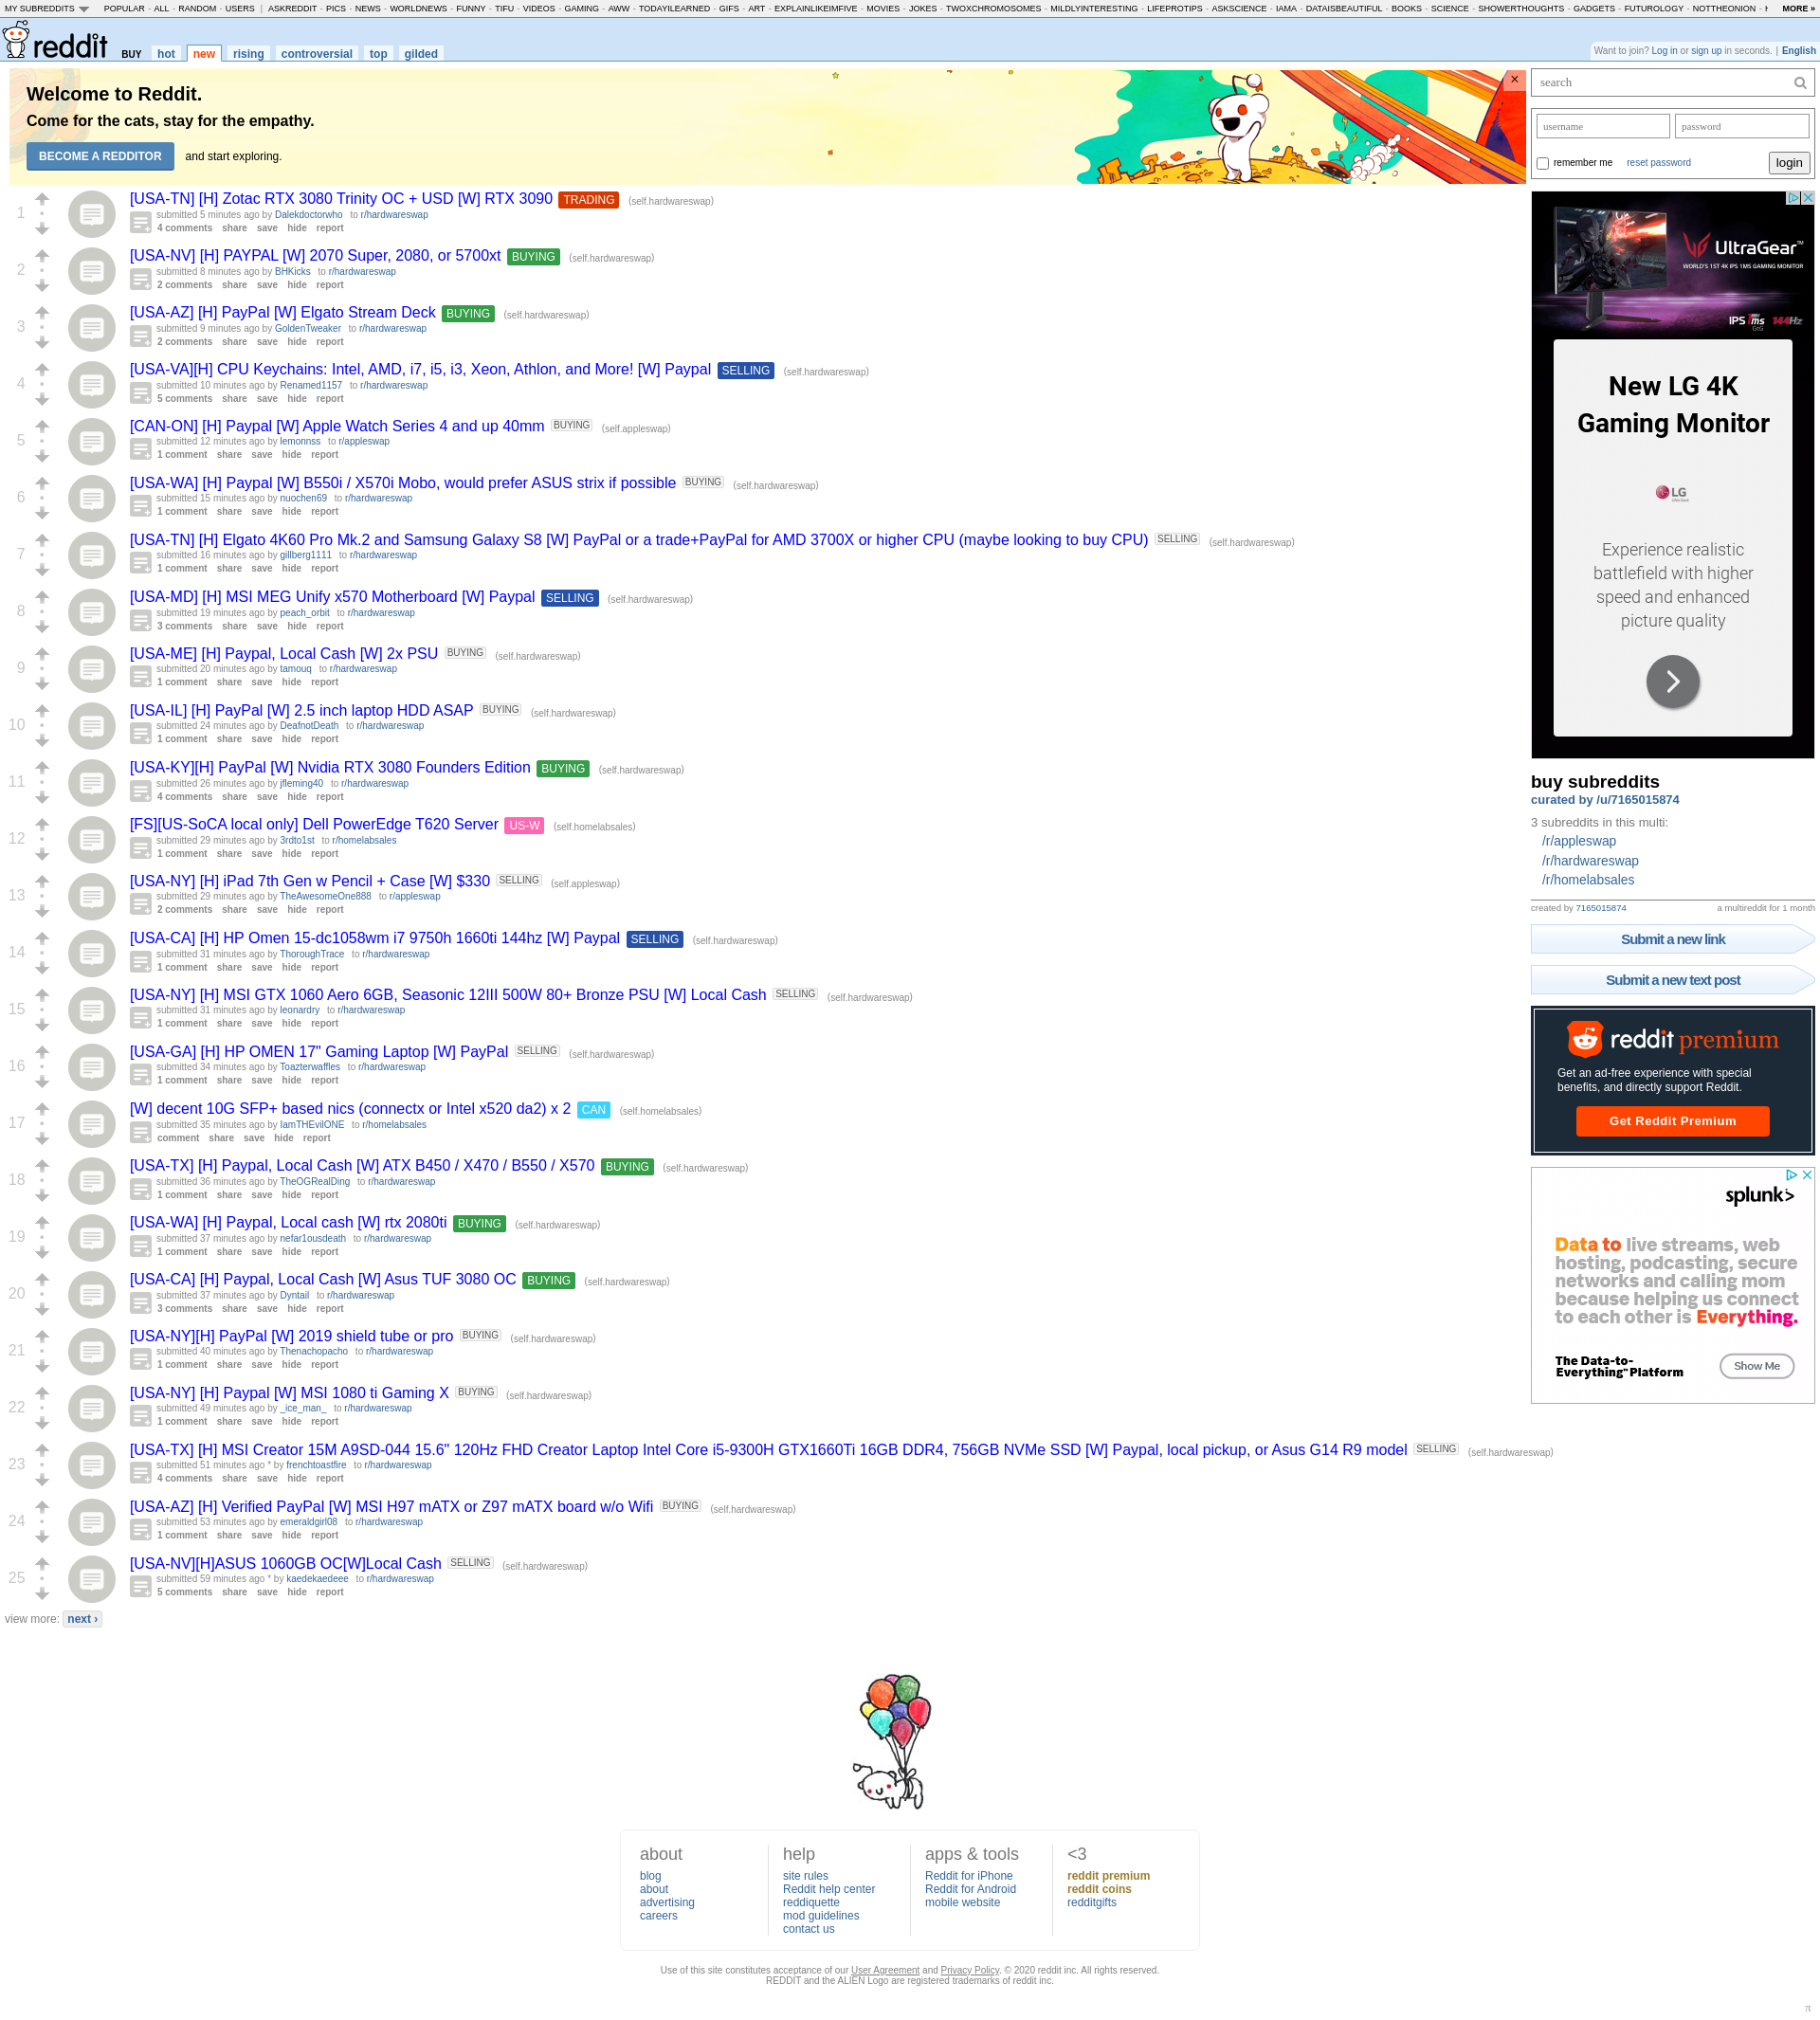 MY SUBREDDITS POPULAR - ALL - RANDOM - USERS | ASKREDDIT - PICS - NEWS - WORLDNEWS - FUNNY - TIFU - VIDEOS - GAMING - AWW - TODAYILEARNED - GIFS - ART - EXPLAINLIKEIMFIVE - MOVIES - JOKES - TWOXCHROMOSOMES - MILDLYINTERESTING - LIFEPROTIPS - ASKSCIENCE - IAMA - DATAISBEAUTIFUL - BOOKS - SCIENCE - SHOWERTHOUGHTS - GADGETS - FUTUROLOGY - NOTTHEONION - MORE »
reddit BUY hot new rising controversial top gilded
Want to join? Log in or sign up in seconds. | English
Welcome to Reddit.
Come for the cats, stay for the empathy.
BECOME A REDDITOR and start exploring.
1
[USA-TN] [H] Zotac RTX 3080 Trinity OC + USD [W] RTX 3090 TRADING (self.hardwareswap)
submitted 5 minutes ago by Dalekdoctorwho to r/hardwareswap
4 comments share save hide report
2
[USA-NV] [H] PAYPAL [W] 2070 Super, 2080, or 5700xt BUYING (self.hardwareswap)
submitted 8 minutes ago by BHKicks to r/hardwareswap
2 comments share save hide report
3
[USA-AZ] [H] PayPal [W] Elgato Stream Deck BUYING (self.hardwareswap)
submitted 9 minutes ago by GoldenTweaker to r/hardwareswap
2 comments share save hide report
4
[USA-VA][H] CPU Keychains: Intel, AMD, i7, i5, i3, Xeon, Athlon, and More! [W] Paypal SELLING (self.hardwareswap)
submitted 10 minutes ago by Renamed1157 to r/hardwareswap
5 comments share save hide report
5
[CAN-ON] [H] Paypal [W] Apple Watch Series 4 and up 40mm BUYING (self.appleswap)
submitted 12 minutes ago by lemonnss to r/appleswap
1 comment share save hide report
6
[USA-WA] [H] Paypal [W] B550i / X570i Mobo, would prefer ASUS strix if possible BUYING (self.hardwareswap)
submitted 15 minutes ago by nuochen69 to r/hardwareswap
1 comment share save hide report
7
[USA-TN] [H] Elgato 4K60 Pro Mk.2 and Samsung Galaxy S8 [W] PayPal or a trade+PayPal for AMD 3700X or higher CPU (maybe looking to buy CPU) SELLING (self.hardwareswap)
submitted 16 minutes ago by gillberg1111 to r/hardwareswap
1 comment share save hide report
8
[USA-MD] [H] MSI MEG Unify x570 Motherboard [W] Paypal SELLING (self.hardwareswap)
submitted 19 minutes ago by peach_orbit to r/hardwareswap
3 comments share save hide report
9
[USA-ME] [H] Paypal, Local Cash [W] 2x PSU BUYING (self.hardwareswap)
submitted 20 minutes ago by tamouq to r/hardwareswap
1 comment share save hide report
10
[USA-IL] [H] PayPal [W] 2.5 inch laptop HDD ASAP BUYING (self.hardwareswap)
submitted 24 minutes ago by DeafnotDeath to r/hardwareswap
1 comment share save hide report
11
[USA-KY][H] PayPal [W] Nvidia RTX 3080 Founders Edition BUYING (self.hardwareswap)
submitted 26 minutes ago by jfleming40 to r/hardwareswap
4 comments share save hide report
12
[FS][US-SoCA local only] Dell PowerEdge T620 Server US-W (self.homelabsales)
submitted 29 minutes ago by 3rdto1st to r/homelabsales
1 comment share save hide report
13
[USA-NY] [H] iPad 7th Gen w Pencil + Case [W] $330 SELLING (self.appleswap)
submitted 29 minutes ago by TheAwesomeOne888 to r/appleswap
2 comments share save hide report
14
[USA-CA] [H] HP Omen 15-dc1058wm i7 9750h 1660ti 144hz [W] Paypal SELLING (self.hardwareswap)
submitted 31 minutes ago by ThoroughTrace to r/hardwareswap
1 comment share save hide report
15
[USA-NY] [H] MSI GTX 1060 Aero 6GB, Seasonic 12III 500W 80+ Bronze PSU [W] Local Cash SELLING (self.hardwareswap)
submitted 31 minutes ago by leonardry to r/hardwareswap
1 comment share save hide report
16
[USA-GA] [H] HP OMEN 17" Gaming Laptop [W] PayPal SELLING (self.hardwareswap)
submitted 34 minutes ago by Toazterwaffles to r/hardwareswap
1 comment share save hide report
17
[W] decent 10G SFP+ based nics (connectx or Intel x520 da2) x 2 CAN (self.homelabsales)
submitted 35 minutes ago by IamTHEvilONE to r/homelabsales
comment share save hide report
18
[USA-TX] [H] Paypal, Local Cash [W] ATX B450 / X470 / B550 / X570 BUYING (self.hardwareswap)
submitted 36 minutes ago by TheOGRealDing to r/hardwareswap
1 comment share save hide report
19
[USA-WA] [H] Paypal, Local cash [W] rtx 2080ti BUYING (self.hardwareswap)
submitted 37 minutes ago by nefar1ousdeath to r/hardwareswap
1 comment share save hide report
20
[USA-CA] [H] Paypal, Local Cash [W] Asus TUF 3080 OC BUYING (self.hardwareswap)
submitted 37 minutes ago by Dyntail to r/hardwareswap
3 comments share save hide report
21
[USA-NY][H] PayPal [W] 2019 shield tube or pro BUYING (self.hardwareswap)
submitted 40 minutes ago by Thenachopacho to r/hardwareswap
1 comment share save hide report
22
[USA-NY] [H] Paypal [W] MSI 1080 ti Gaming X BUYING (self.hardwareswap)
submitted 49 minutes ago by _ice_man_ to r/hardwareswap
1 comment share save hide report
23
[USA-TX] [H] MSI Creator 15M A9SD-044 15.6" 120Hz FHD Creator Laptop Intel Core i5-9300H GTX1660Ti 16GB DDR4, 756GB NVMe SSD [W] Paypal, local pickup, or Asus G14 R9 model SELLING (self.hardwareswap)
submitted 51 minutes ago * by frenchtoastfire to r/hardwareswap
4 comments share save hide report
24
[USA-AZ] [H] Verified PayPal [W] MSI H97 mATX or Z97 mATX board w/o Wifi BUYING (self.hardwareswap)
submitted 53 minutes ago by emeraldgirl08 to r/hardwareswap
1 comment share save hide report
25
[USA-NV][H]ASUS 1060GB OC[W]Local Cash SELLING (self.hardwareswap)
submitted 59 minutes ago * by kaedekaedeee to r/hardwareswap
5 comments share save hide report
view more: next ›
search
username password
remember me reset password login
UltraGear™
WORLD'S 1ST 4K IPS 1MS GAMING MONITOR
IPS 1ms 144Hz
GtG
New LG 4K
Gaming Monitor
LG
Experience realistic
battlefield with higher
speed and enhanced
picture quality
buy subreddits
curated by /u/7165015874
3 subreddits in this multi:
/r/appleswap
/r/hardwareswap
/r/homelabsales
created by 7165015874 a multireddit for 1 month
Submit a new link
Submit a new text post
reddit premium
Get an ad-free experience with special
benefits, and directly support Reddit.
Get Reddit Premium
splunk>
Data to live streams, web
hosting, podcasting, secure
networks and calling mom
because helping us connect
to each other is Everything.
The Data-to-
Everything™ Platform
Show Me
about
blog
about
advertising
careers
help
site rules
Reddit help center
reddiquette
mod guidelines
contact us
apps & tools
Reddit for iPhone
Reddit for Android
mobile website
<3
reddit premium
reddit coins
redditgifts
Use of this site constitutes acceptance of our User Agreement and Privacy Policy. © 2020 reddit inc. All rights reserved.
REDDIT and the ALIEN Logo are registered trademarks of reddit inc.
π